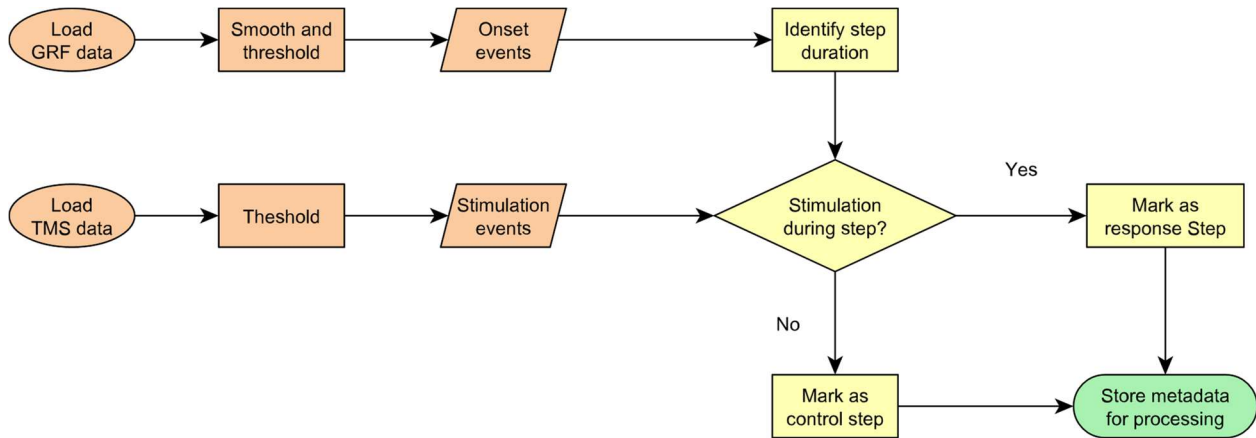 Load
GRF data
Smooth and
threshold
Onset
events
Identify step
duration
Load
TMS data
Theshold
Stimulation
events
Stimulation
during step?
Yes
Mark as
response Step
No
Mark as
control step
Store metadata
for processing